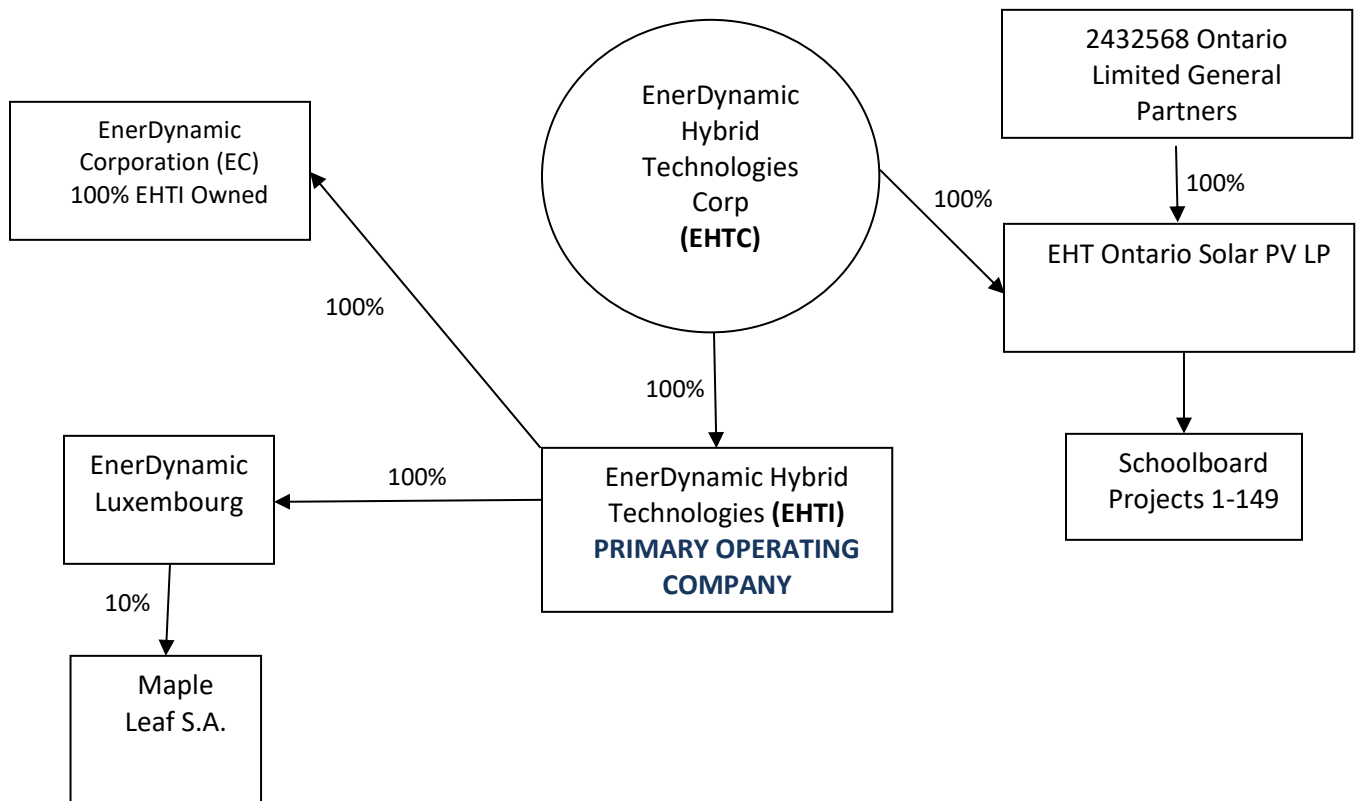 EnerDynamic
Corporation (EC)
100% EHTI Owned
EnerDynamic
Hybrid
Technologies
Corp
(EHTC)
2432568 Ontario
Limited General
Partners
100%
100%
100%
EHT Ontario Solar PV LP
100%
EnerDynamic
Luxembourg
100%
EnerDynamic Hybrid
Technologies (EHTI)
PRIMARY OPERATING
COMPANY
Schoolboard
Projects 1-149
10%
Maple
Leaf S.A.